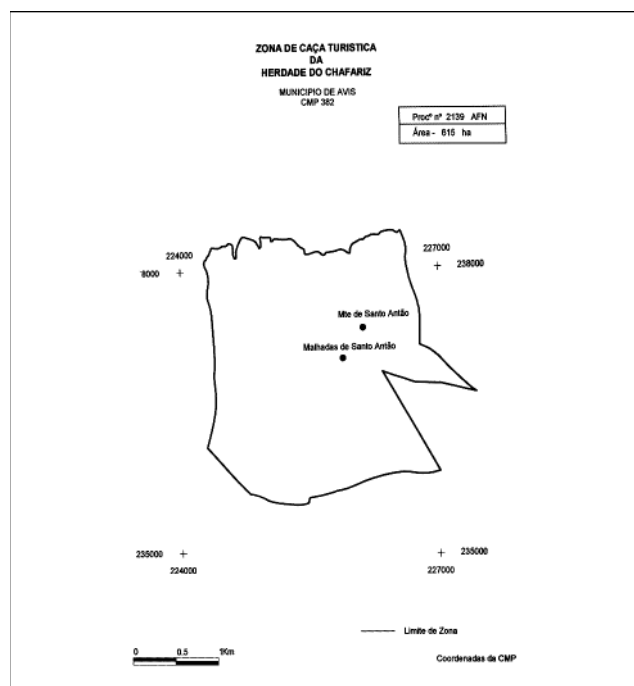 ZONA DE CAÇA TURISTICA
DA
HERDADE DO CHAFARIZ
MUNICIPIO DE AVIS
CMP 382
Procº nº 2139 AFN
Área - 615 ha
224000
8000
227000
238000
Mte de Santo Antão
Malhadas de Santo Antão
235000
224000
235000
227000
Limite de Zona
0 0.5 1Km
Coordenadas da CMP